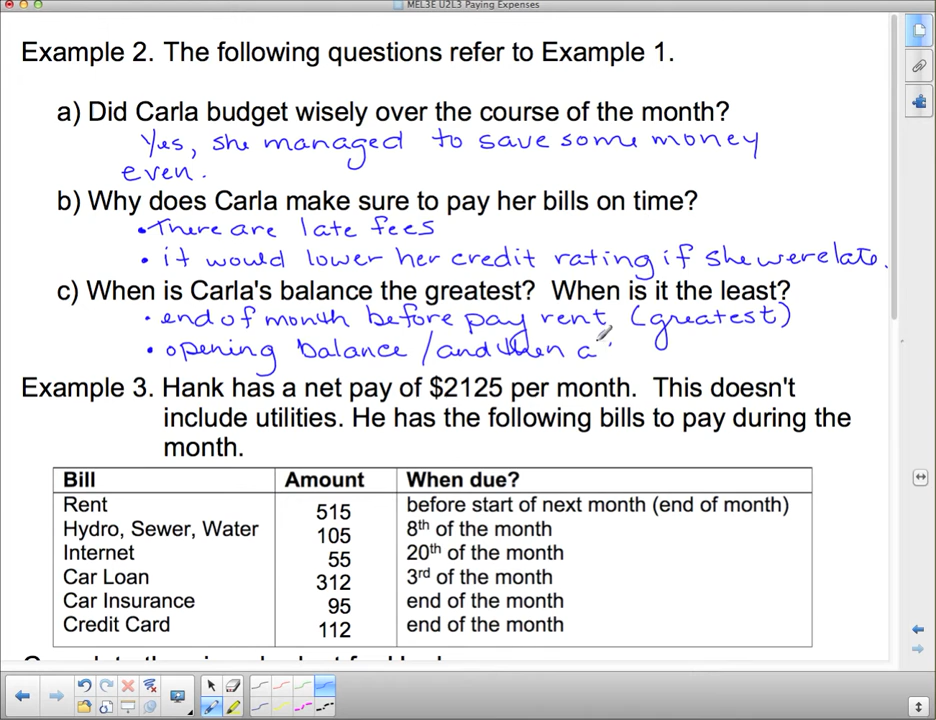 MEL3E U2L3 Paying Expenses
Example 2. The following questions refer to Example 1.
a) Did Carla budget wisely over the course of the month?
Yes, she managed to save some money
even.
b) Why does Carla make sure to pay her bills on time?
• There are late fees
• it would lower her credit rating if she were late.
c) When is Carla's balance the greatest? When is it the least?
• end of month before pay rent (greatest)
• opening balance / and then a
Example 3. Hank has a net pay of $2125 per month. This doesn't
include utilities. He has the following bills to pay during the
month.
Bill Amount When due?
Rent 515 before start of next month (end of month)
Hydro, Sewer, Water 105 8th of the month
Internet 55 20th of the month
Car Loan 312 3rd of the month
Car Insurance 95 end of the month
Credit Card 112 end of the month